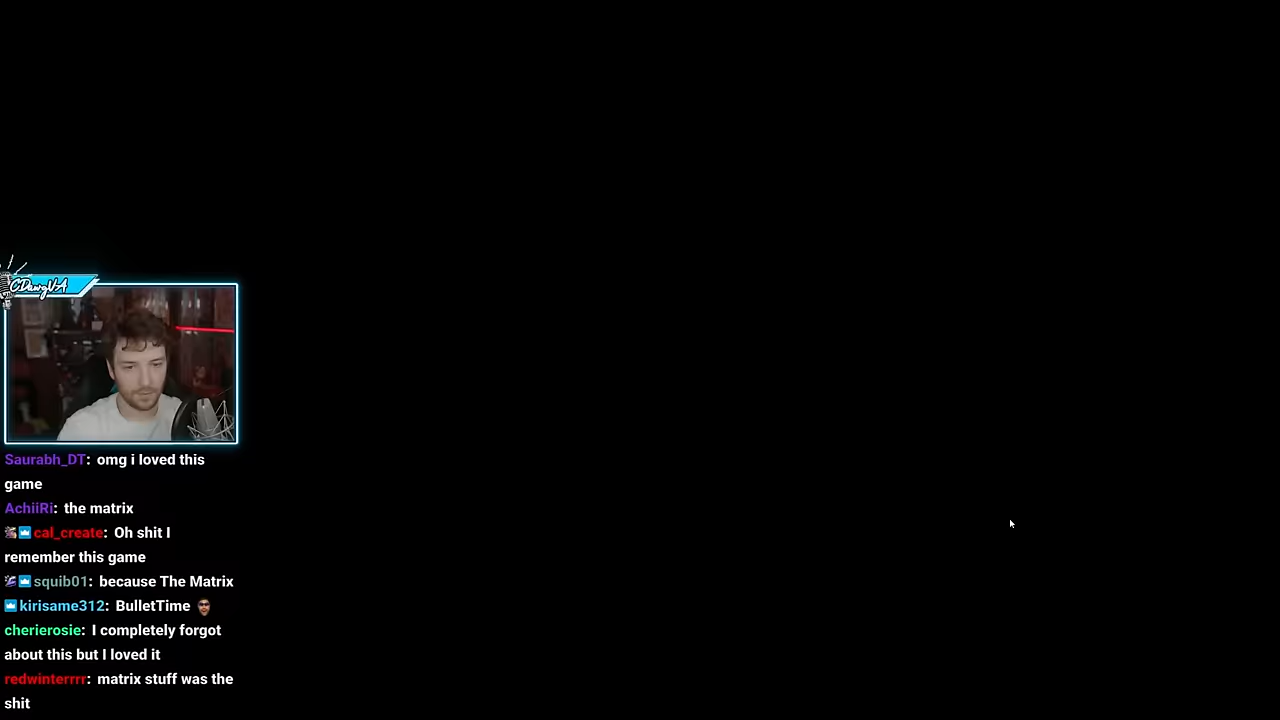 CDawgVA
Saurabh_DT: omg i loved this
game
AchiiRi: the matrix
cal_create: Oh shit I
remember this game
squib01: because The Matrix
kirisame312: BulletTime
cherierosie: I completely forgot
about this but I loved it
redwinterrrr: matrix stuff was the
shit